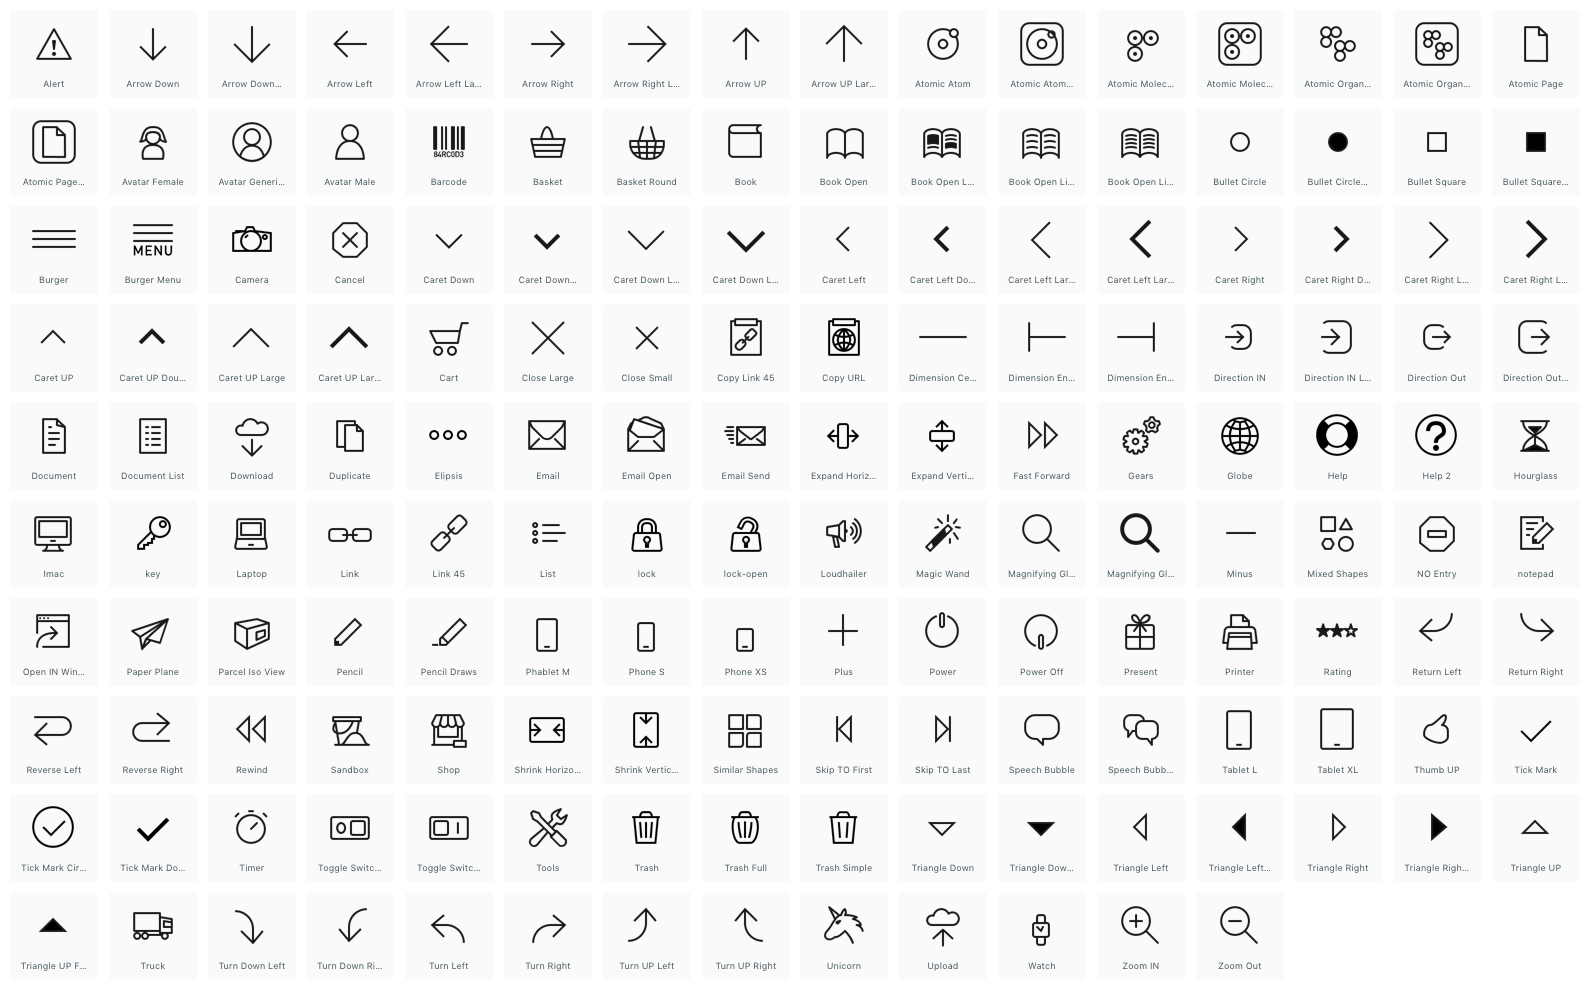 Alert Arrow Down Arrow Down... Arrow Left Arrow Left La... Arrow Right Arrow Right L... Arrow UP Arrow UP Lar... Atomic Atom Atomic Atom... Atomic Molec... Atomic Molec... Atomic Organ... Atomic Organ... Atomic Page
84RC0D3
Atomic Page... Avatar Female Avatar Generi... Avatar Male Barcode Basket Basket Round Book Book Open Book Open L... Book Open Li... Book Open Li... Bullet Circle Bullet Circle... Bullet Square Bullet Square...
MENU
Burger Burger Menu Camera Cancel Caret Down Caret Down... Caret Down L... Caret Down L... Caret Left Caret Left Do... Caret Left Lar... Caret Left Lar... Caret Right Caret Right D... Caret Right L... Caret Right L...
Caret UP Caret UP Dou... Caret UP Large Caret UP Lar... Cart Close Large Close Small Copy Link 45 Copy URL Dimension Ce... Dimension En... Dimension En... Direction IN Direction IN L... Direction Out Direction Out...
Document Document List Download Duplicate Elipsis Email Email Open Email Send Expand Horiz... Expand Verti... Fast Forward Gears Globe Help Help 2 Hourglass
Imac key Laptop Link Link 45 List lock lock-open Loudhailer Magic Wand Magnifying Gl... Magnifying Gl... Minus Mixed Shapes NO Entry notepad
Open IN Win... Paper Plane Parcel Iso View Pencil Pencil Draws Phablet M Phone S Phone XS Plus Power Power Off Present Printer Rating Return Left Return Right
Reverse Left Reverse Right Rewind Sandbox Shop Shrink Horizo... Shrink Vertic... Similar Shapes Skip TO First Skip TO Last Speech Bubble Speech Bubb... Tablet L Tablet XL Thumb UP Tick Mark
Tick Mark Cir... Tick Mark Do... Timer Toggle Switc... Toggle Switc... Tools Trash Trash Full Trash Simple Triangle Down Triangle Dow... Triangle Left Triangle Left... Triangle Right Triangle Righ... Triangle UP
Triangle UP F... Truck Turn Down Left Turn Down Ri... Turn Left Turn Right Turn UP Left Turn UP Right Unicorn Upload Watch Zoom IN Zoom Out